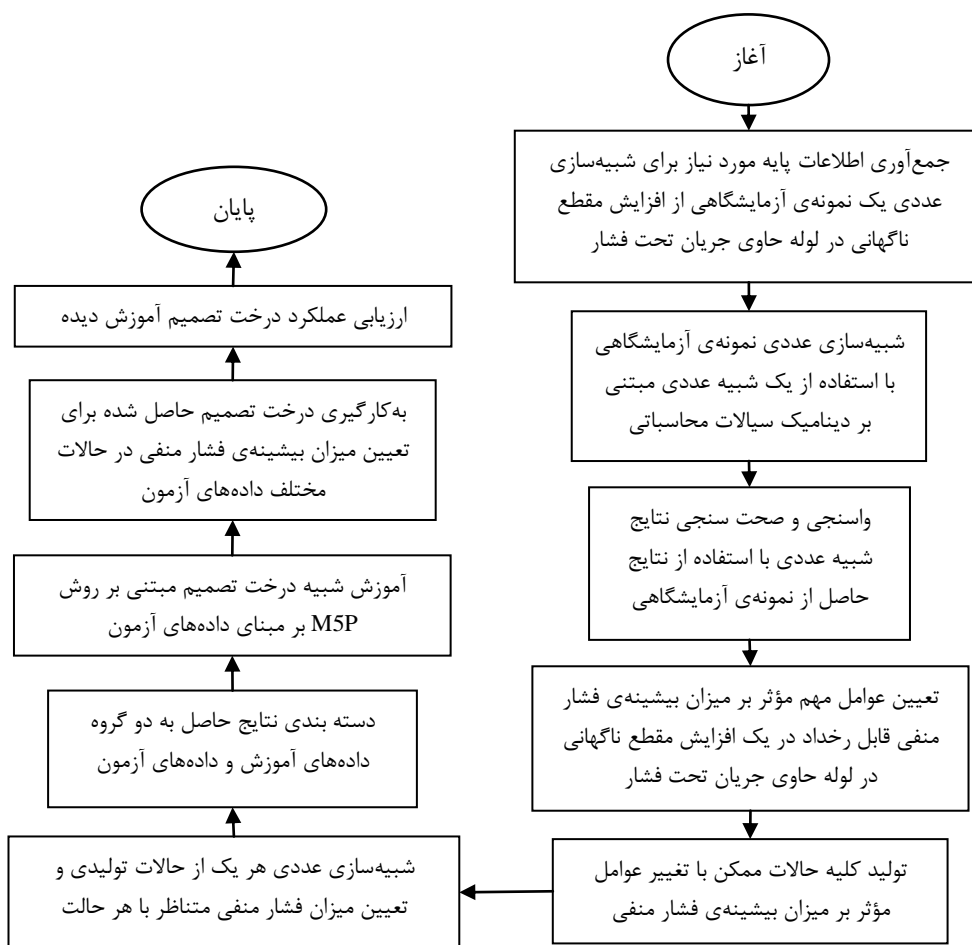 آغاز
جمع‌آوری اطلاعات پایه مورد نیاز برای شبیه‌سازی
عددی یک نمونه‌ی آزمایشگاهی از افزایش مقطع
ناگهانی در لوله حاوی جریان تحت فشار
شبیه‌سازی عددی نمونه‌ی آزمایشگاهی
با استفاده از یک شبیه عددی مبتنی
بر دینامیک سیالات محاسباتی
واسنجی و صحت سنجی نتایج
شبیه عددی با استفاده از نتایج
حاصل از نمونه‌ی آزمایشگاهی
تعیین عوامل مهم مؤثر بر میزان بیشینه‌ی فشار
منفی قابل رخداد در یک افزایش مقطع ناگهانی
در لوله حاوی جریان تحت فشار
تولید کلیه حالات ممکن با تغییر عوامل
مؤثر بر میزان بیشینه‌ی فشار منفی
شبیه‌سازی عددی هر یک از حالات تولیدی و
تعیین میزان فشار منفی متناظر با هر حالت
دسته بندی نتایج حاصل به دو گروه
داده‌های آموزش و داده‌های آزمون
آموزش شبیه درخت تصمیم مبتنی بر روش
M5P بر مبنای داده‌های آزمون
به‌کارگیری درخت تصمیم حاصل شده برای
تعیین میزان بیشینه‌ی فشار منفی در حالات
مختلف داده‌های آزمون
ارزیابی عملکرد درخت تصمیم آموزش دیده
پایان